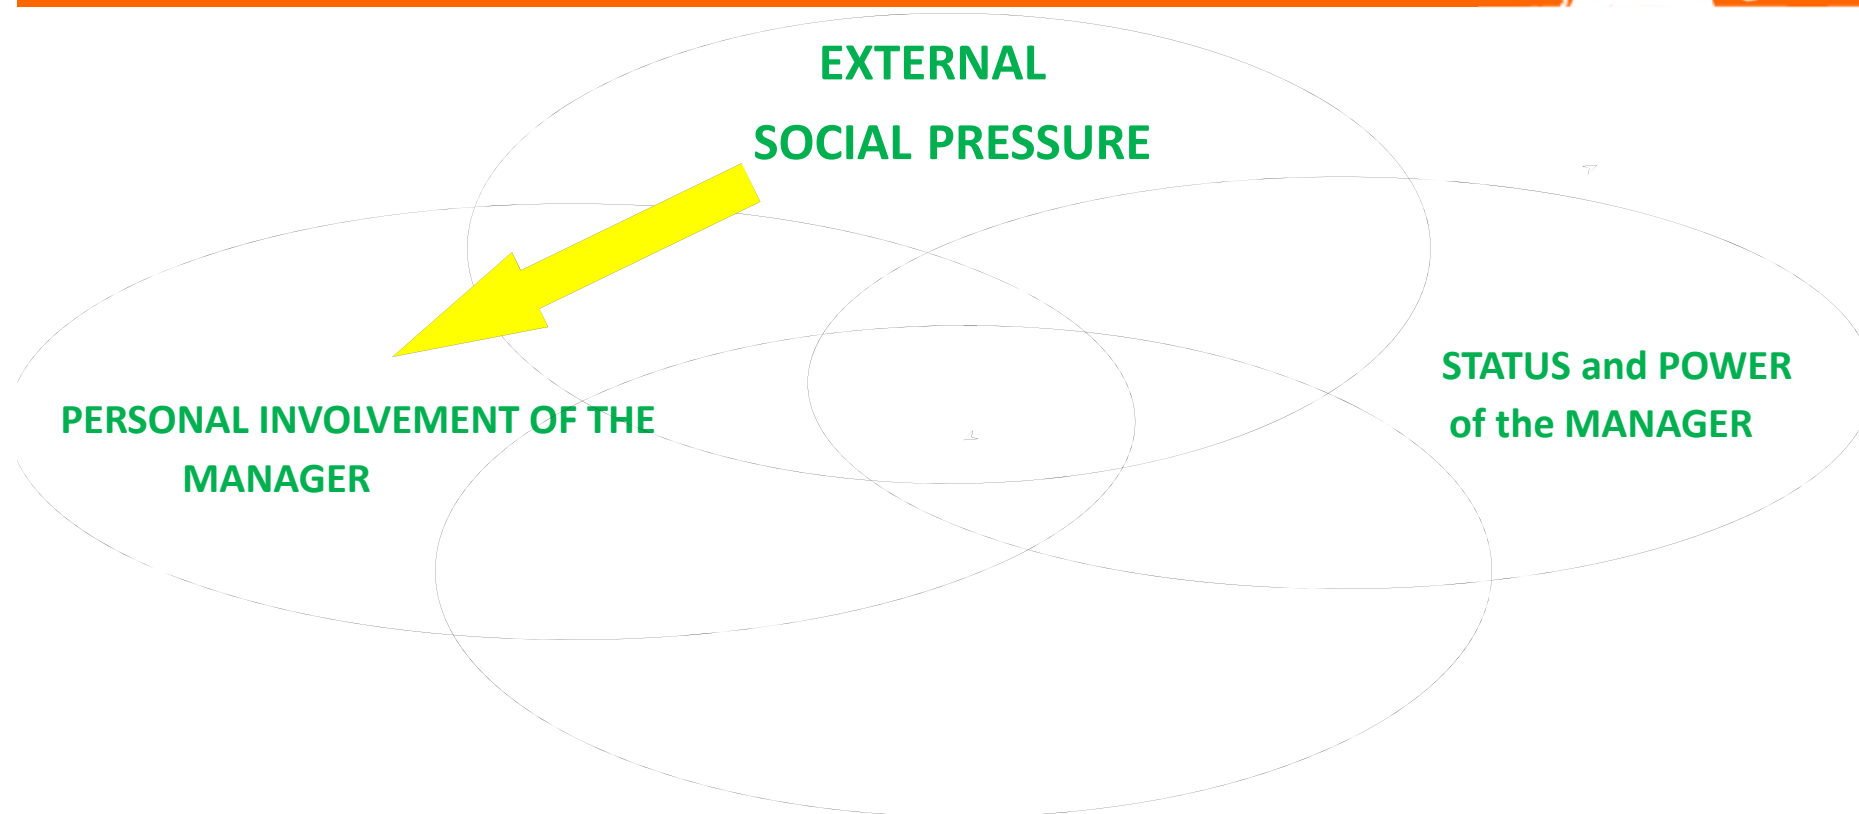 EXTERNAL
SOCIAL PRESSURE
STATUS and POWER
of the MANAGER
PERSONAL INVOLVEMENT OF THE
MANAGER